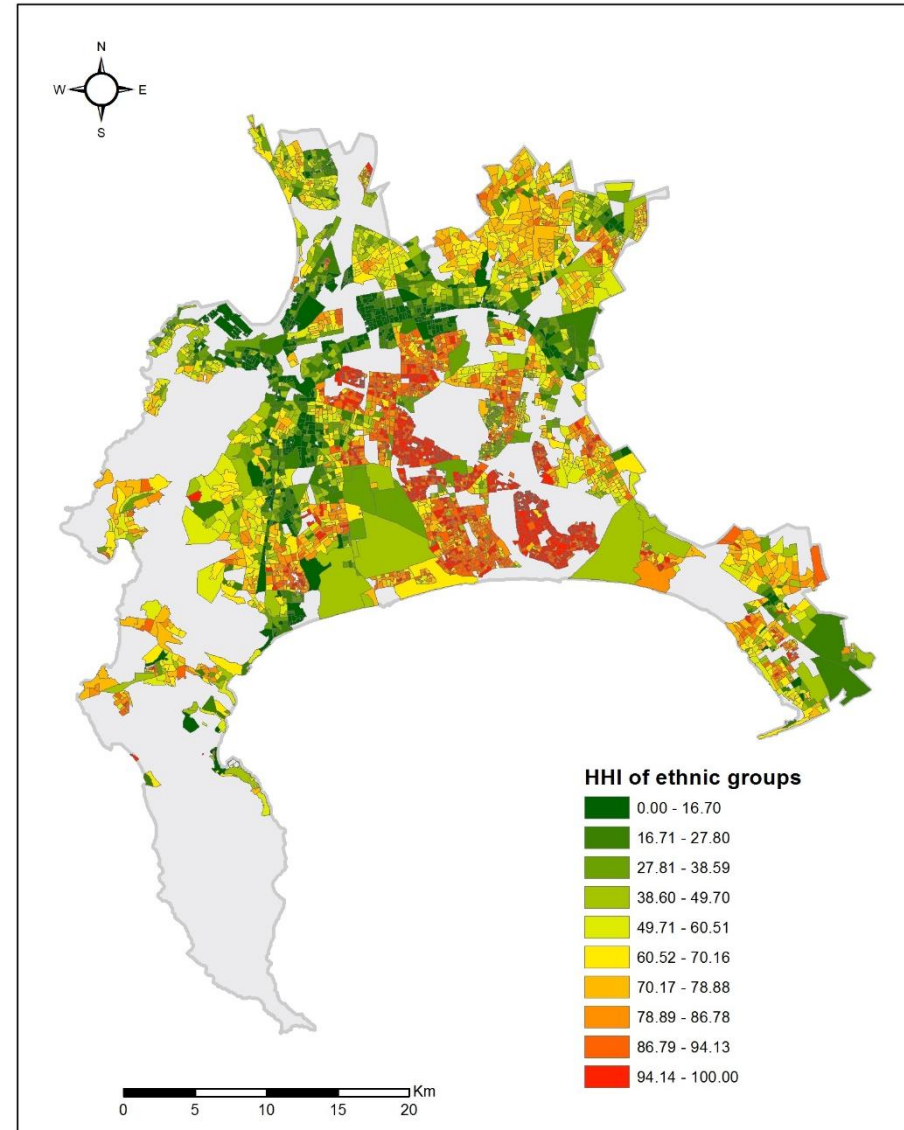 N
W E
S
HHI of ethnic groups
0.00 - 16.70
16.71 - 27.80
27.81 - 38.59
38.60 - 49.70
49.71 - 60.51
60.52 - 70.16
70.17 - 78.88
78.89 - 86.78
86.79 - 94.13
94.14 - 100.00
Km
0 5 10 15 20